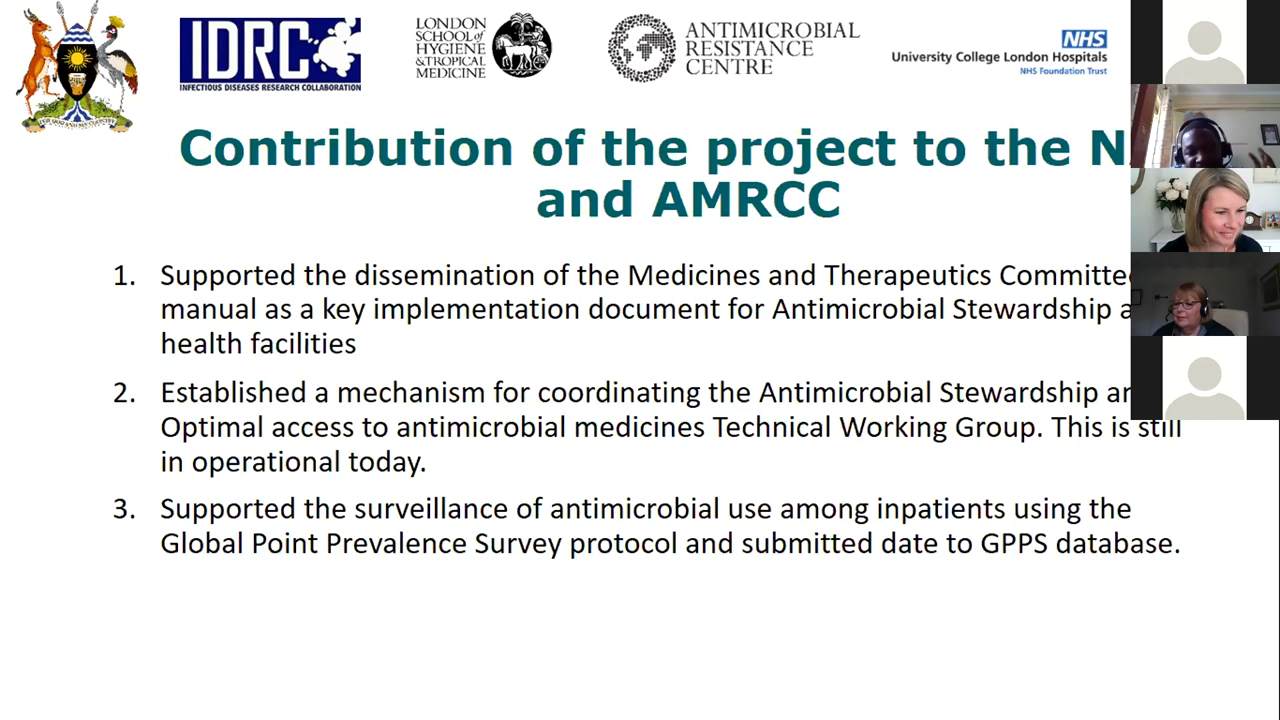 IDRC
INFECTIOUS DISEASES RESEARCH COLLABORATION
LONDON
SCHOOL of
HYGIENE
& TROPICAL
MEDICINE
ANTIMICROBIAL
RESISTANCE
CENTRE
NHS
University College London Hospitals
NHS Foundation Trust
Contribution of the project to the
and AMRCC
1. Supported the dissemination of the Medicines and Therapeutics Committee
manual as a key implementation document for Antimicrobial Stewardship
health facilities
2. Established a mechanism for coordinating the Antimicrobial Stewardship
Optimal access to antimicrobial medicines Technical Working Group. This is still
in operational today.
3. Supported the surveillance of antimicrobial use among inpatients using the
Global Point Prevalence Survey protocol and submitted date to GPPS database.